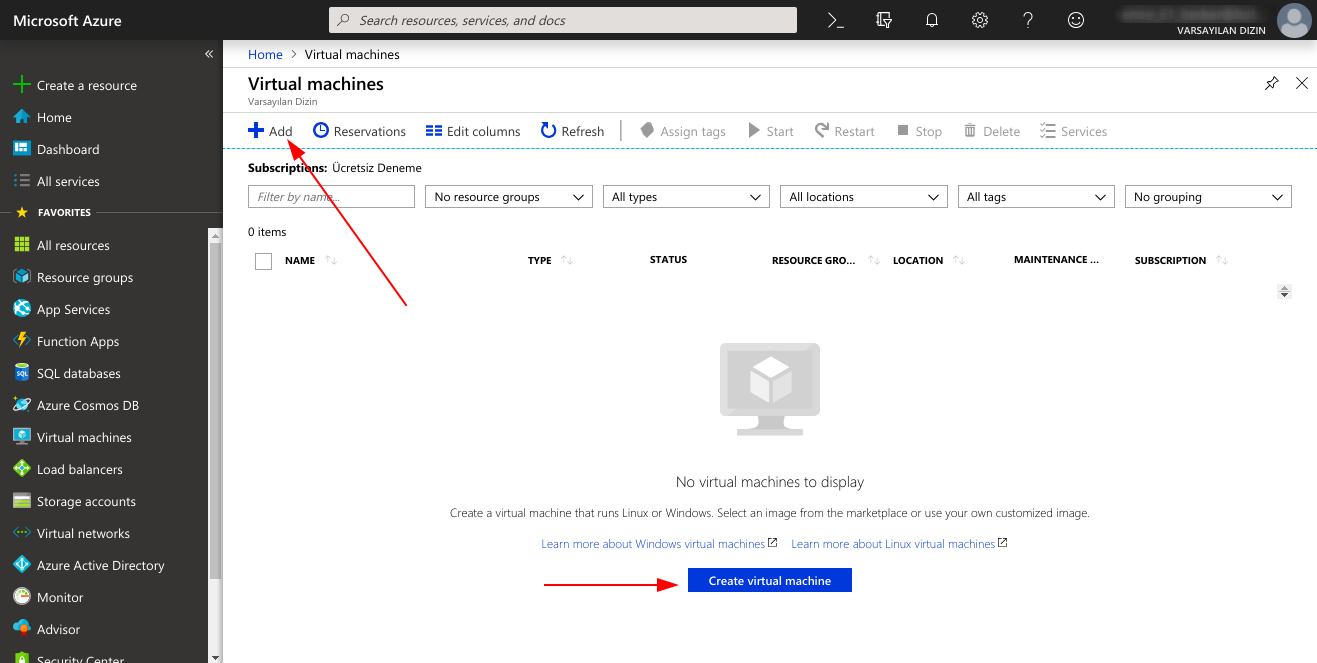 Microsoft Azure
Search resources, services, and docs
VARSAYILAN DIZIN
«
Create a resource
Home
Dashboard
All services
FAVORITES
All resources
Resource groups
App Services
Function Apps
SQL databases
Azure Cosmos DB
Virtual machines
Load balancers
Storage accounts
Virtual networks
Azure Active Directory
Monitor
Advisor
Security Center
Home > Virtual machines
Virtual machines
Varsayılan Dizin
Add Reservations Edit columns Refresh Assign tags Start Restart Stop Delete Services
Subscriptions: Ücretsiz Deneme
Filter by name... No resource groups All types All locations All tags No grouping
0 items
NAME TYPE STATUS RESOURCE GRO... LOCATION MAINTENANCE ... SUBSCRIPTION
No virtual machines to display
Create a virtual machine that runs Linux or Windows. Select an image from the marketplace or use your own customized image.
Learn more about Windows virtual machines Learn more about Linux virtual machines
Create virtual machine